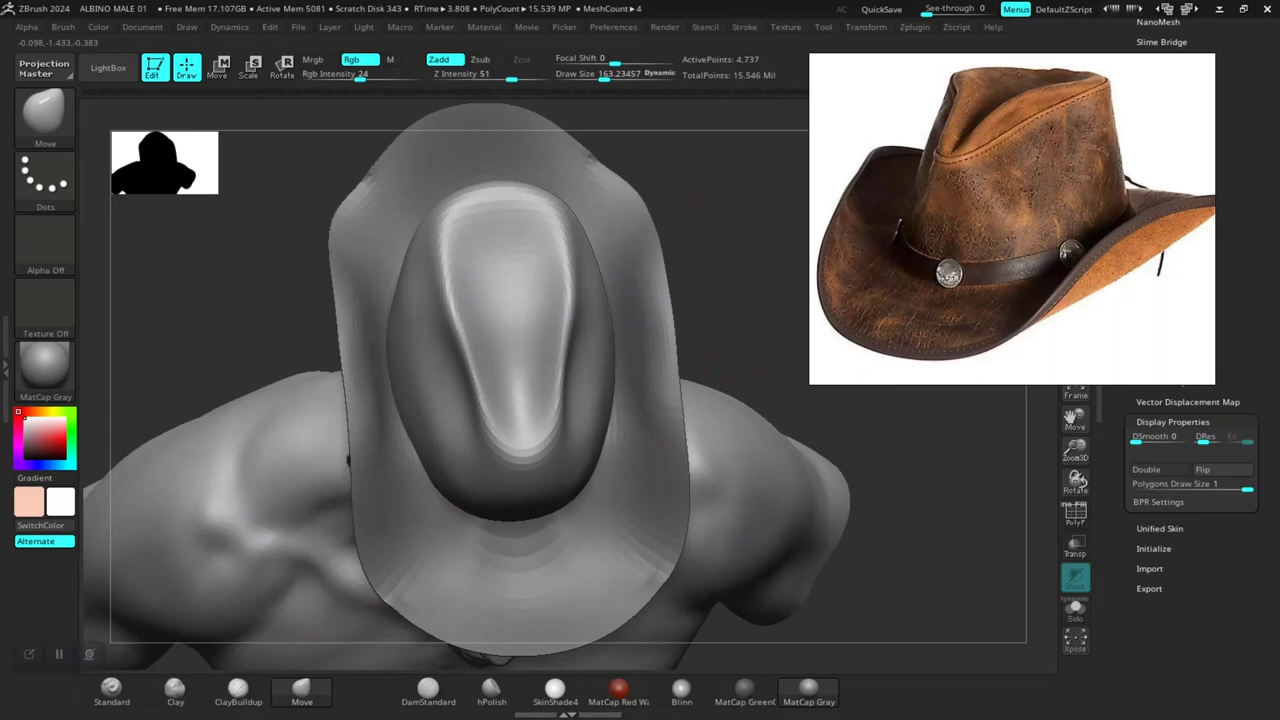 ZBrush 2024 ALBINO MALE 01 • Free Mem 17.107GB • Active Mem 5081 • Scratch Disk 343 • RTime►3.808 • PolyCount►15.539 MP • MeshCount►4 AC QuickSave See-through 0 Menus DefaultZScript
Alpha Brush Color Document Draw Dynamics Edit File Layer Light Macro Marker Material Movie Picker Preferences Render Stencil Stroke Texture Tool Transform Zplugin Zscript Help
-0.098,-1.433,-0.383
Projection Master
LightBox
Edit
Draw
Move
Scale
Rotate
Mrgb Rgb M
Rgb Intensity 24
Zadd Zsub Zcut
Z Intensity 51
Focal Shift 0
Draw Size 163.23457 Dynamic
ActivePoints: 4,737
TotalPoints: 15.546 Mil
NanoMesh
Slime Bridge
Move
Dots
Alpha Off
Texture Off
MatCap Gray
Gradient
SwitchColor
Alternate
Frame
Move
Zoom3D
Rotate
PolyF
Transp
Ghost
Dynamic
Solo
Xpose
Vector Displacement Map
Display Properties
DSmooth 0 DRes Es
Double Flip
Polygons Draw Size 1
BPR Settings
Unified Skin
Initialize
Import
Export
Standard
Clay
ClayBuildup
Move
DamStandard
hPolish
SkinShade4
MatCap Red Wa
Blinn
MatCap GreenC
MatCap Gray